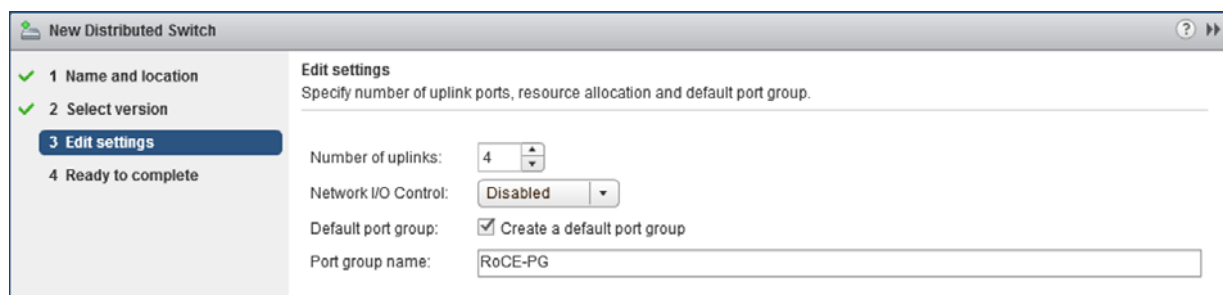 New Distributed Switch
?
1 Name and location
2 Select version
3 Edit settings
4 Ready to complete
Edit settings
Specify number of uplink ports, resource allocation and default port group.
Number of uplinks: 4
Network I/O Control: Disabled
Default port group: Create a default port group
Port group name: RoCE-PG